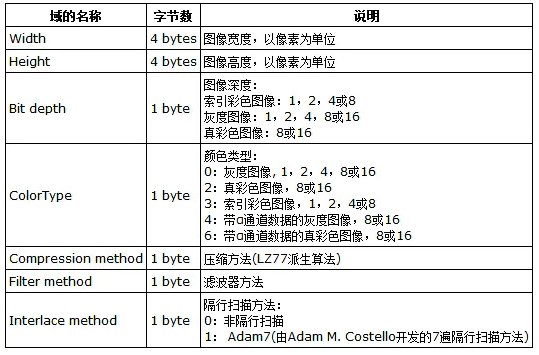 域的名称 字节数 说明
Width 4 bytes 图像宽度，以像素为单位
Height 4 bytes 图像高度，以像素为单位
Bit depth 1 byte 图像深度：
索引彩色图像：1，2，4或8
灰度图像：1，2，4，8或16
真彩色图像：8或16
ColorType 1 byte 颜色类型：
0：灰度图像, 1，2，4，8或16
2：真彩色图像，8或16
3：索引彩色图像，1，2，4或8
4：带α通道数据的灰度图像，8或16
6：带α通道数据的真彩色图像，8或16
Compression method 1 byte 压缩方法(LZ77派生算法)
Filter method 1 byte 滤波器方法
Interlace method 1 byte 隔行扫描方法：
0：非隔行扫描
1： Adam7(由Adam M. Costello开发的7遍隔行扫描方法)